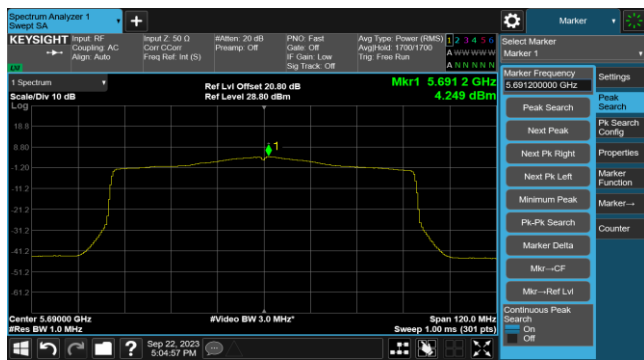 Spectrum Analyzer 1
Swept SA
KEYSIGHT
Input: RF
Coupling: AC
Align: Auto
Input Z: 50 Ω
Corr CCorr
Freq Ref: Int (S)
#Atten: 20 dB
Preamp: Off
PNO: Fast
Gate: Off
IF Gain: Low
Sig Track: Off
Avg Type: Power (RMS)
Avg|Hold: 1700/1700
Trig: Free Run
1 2 3 4 5 6
A W W W W W
A N N N N N
1 Spectrum
Scale/Div 10 dB
Ref Lvl Offset 20.80 dB
Ref Level 28.80 dBm
Mkr1 5.691 2 GHz
4.249 dBm
Log
18.8
8.80
-1.20
-11.2
-21.2
-31.2
-41.2
-51.2
-61.2
1
Center 5.69000 GHz
#Res BW 1.0 MHz
#Video BW 3.0 MHz*
Span 120.0 MHz
Sweep 1.00 ms (301 pts)
Sep 22, 2023
5:04:57 PM
Marker
Select Marker
Marker 1
Marker Frequency
5.691200000 GHz
Peak Search
Next Peak
Next Pk Right
Next Pk Left
Minimum Peak
Pk-Pk Search
Marker Delta
Mkr→CF
Mkr→Ref Lvl
Continuous Peak
Search
On
Off
Settings
Peak
Search
Pk Search
Config
Properties
Marker
Function
Marker→
Counter